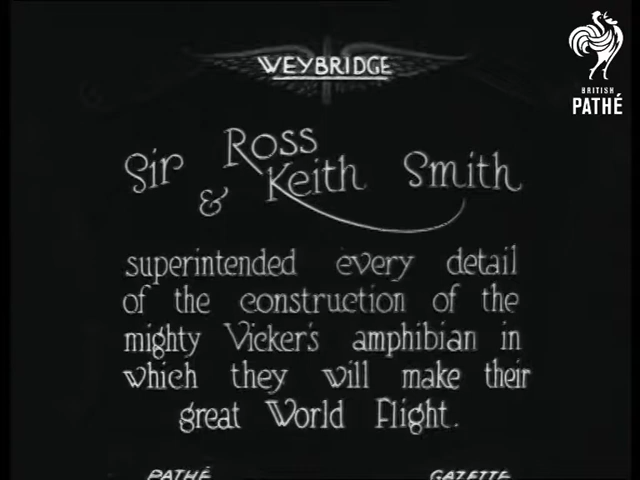 WEYBRIDGE
BRITISH
PATHÉ
Sir Ross & Keith Smith
superintended every detail
of the construction of the
mighty Vicker's amphibian in
which they will make their
great World Flight.
PATHÉ GAZETTE